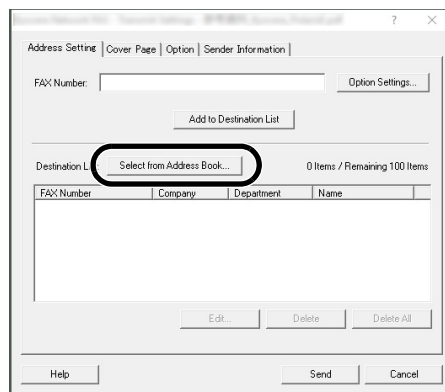 ? ×
Address Setting Cover Page Option Sender Information
FAX Number: Option Settings...
Add to Destination List
Destination Li Select from Address Book... 0 Items / Remaining 100 Items
FAX Number Company Department Name
Edit... Delete Delete All
Help Send Cancel